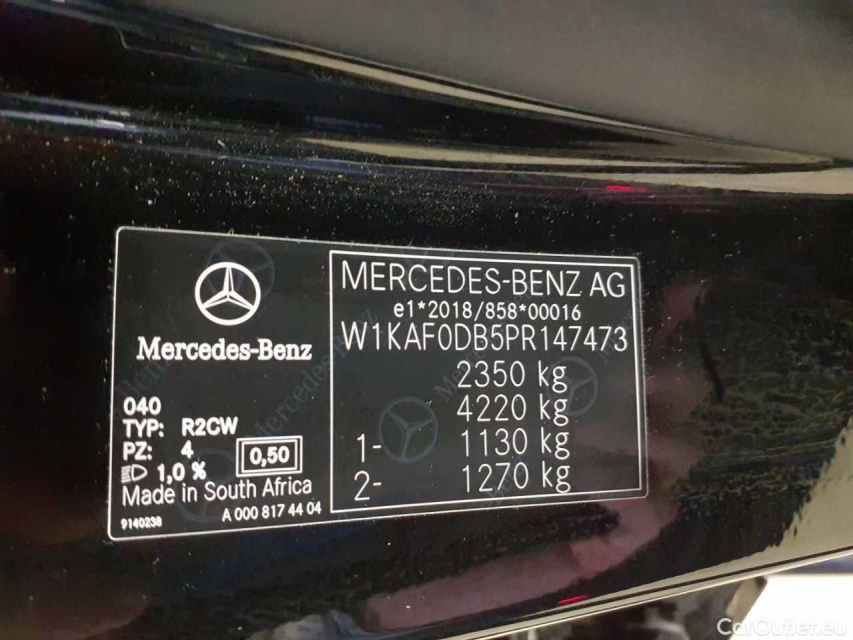 Mercedes-Benz
040
TYP: R2CW
PZ: 4
1,0 %
0,50
Made in South Africa
9140238
A 000 817 44 04
MERCEDES-BENZ AG
e1*2018/858*00016
W1KAF0DB5PR147473
2350 kg
4220 kg
1- 1130 kg
2- 1270 kg
CarOutlet.eu